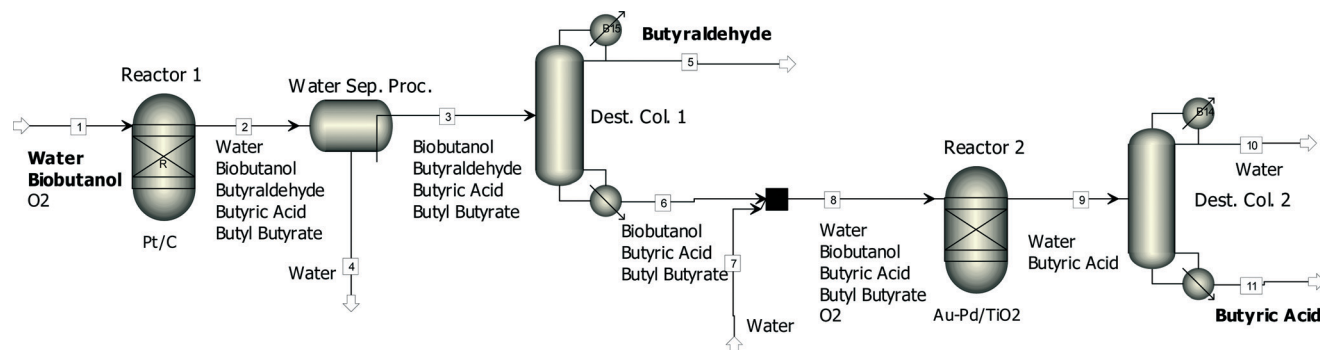 B15
Butyraldehyde
5
Reactor 1
Water Sep. Proc.
Dest. Col. 1
B14
1
2
3
Reactor 2
10
Water
R
Water
Biobutanol
O2
Water
Biobutanol
Butyraldehyde
Butyric Acid
Butyl Butyrate
Biobutanol
Butyraldehyde
Butyric Acid
Butyl Butyrate
6
8
9
Dest. Col. 2
Pt/C
Biobutanol
Butyric Acid
Butyl Butyrate
7
Water
Biobutanol
Butyric Acid
Butyl Butyrate
O2
Water
Butyric Acid
Water
4
11
Au-Pd/TiO2
Butyric Acid
Water